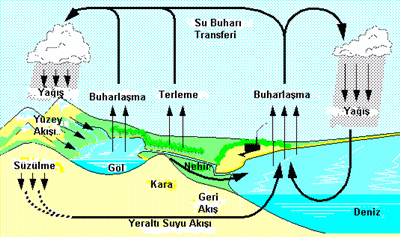 Su Buharı
Transferi
Yağış
Buharlaşma
Terleme
Buharlaşma
Yağış
Yüzey
Akışı
Süzülme
Göl
Nehir
Kara
Geri
Akış
Deniz
Yeraltı Suyu Akışı